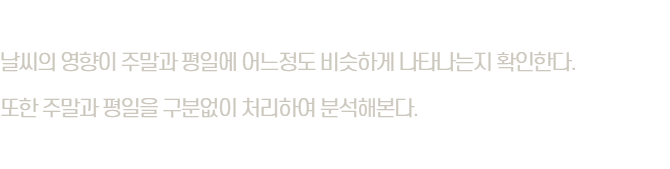 날씨의 영향이 주말과 평일에 어느정도 비슷하게 나타나는지 확인한다.
또한 주말과 평일을 구분없이 처리하여 분석해본다.